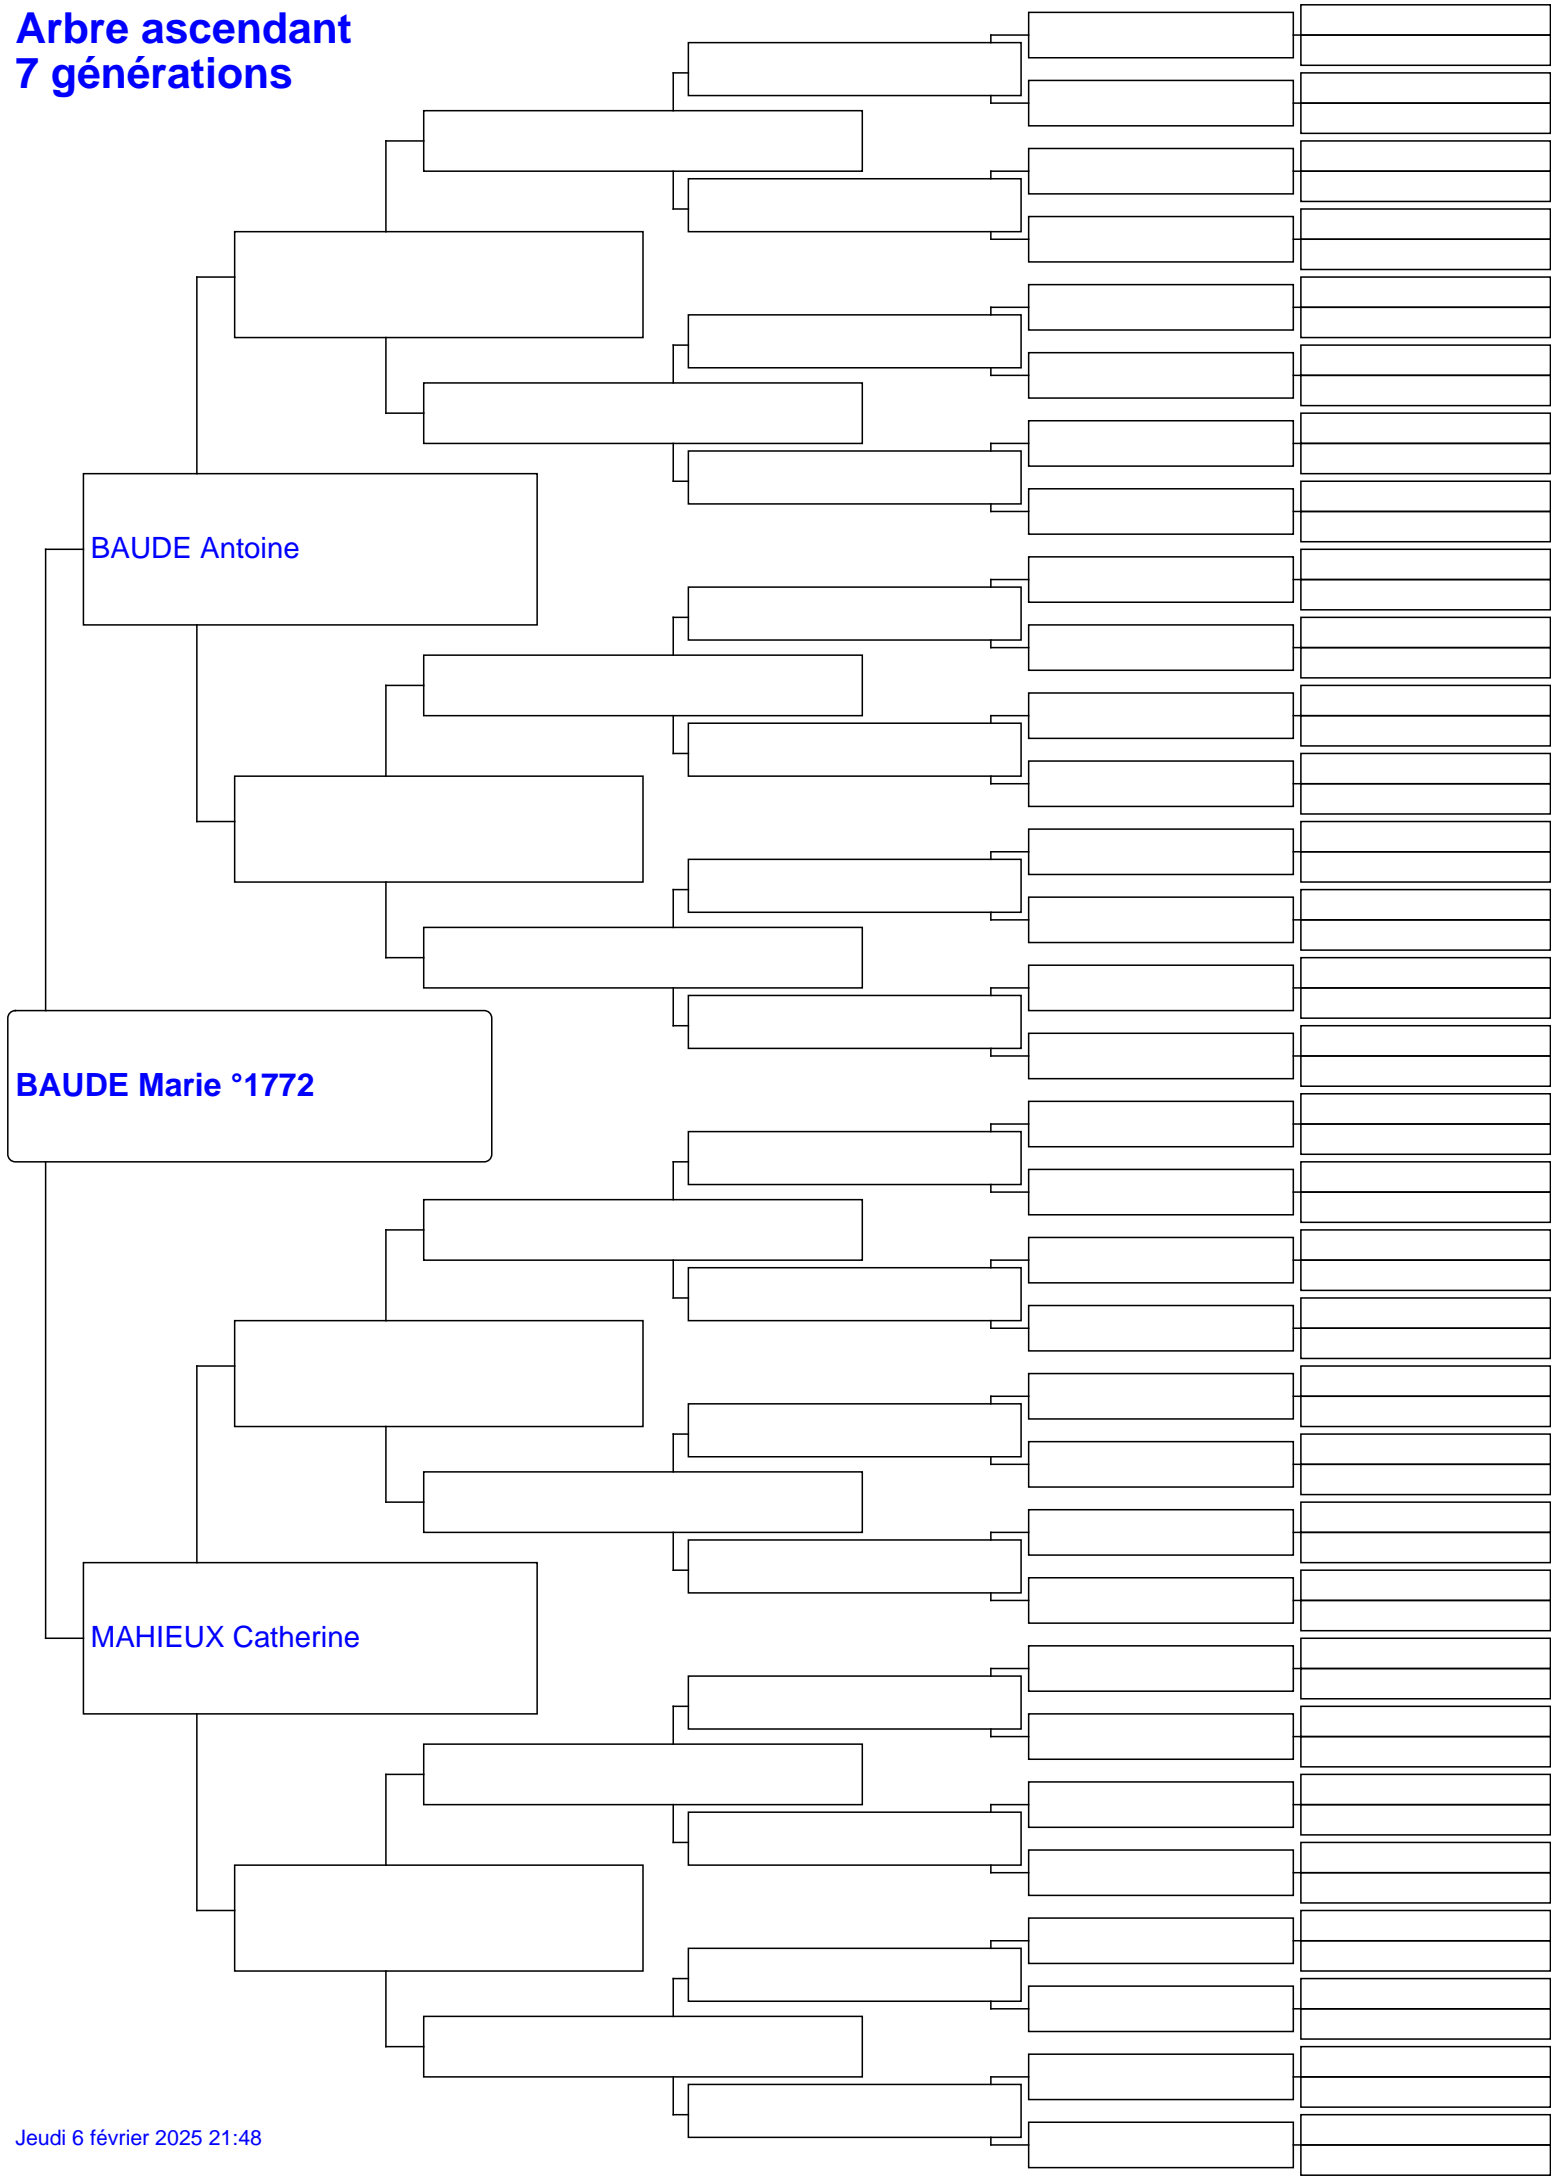 Arbre ascendant
7 générations
BAUDE Antoine
BAUDE Marie °1772
MAHIEUX Catherine
Jeudi 6 février 2025 21:48